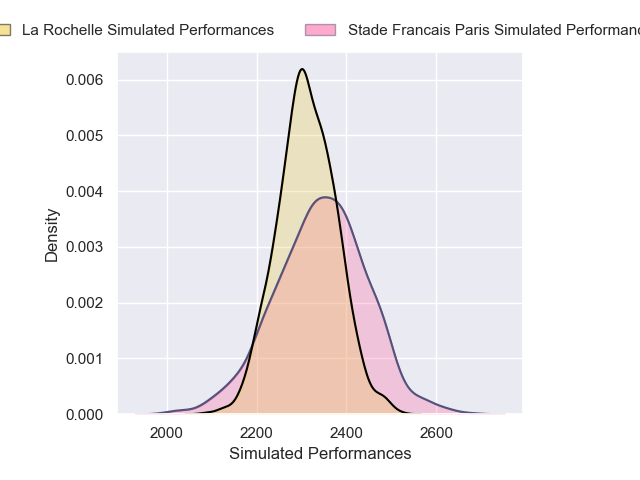 La Rochelle Simulated Performances Stade Francais Paris Simulated Performan
0.006
0.005
0.004
0.003
0.002
0.001
0.000
Density
2000 2200 2400 2600
Simulated Performances